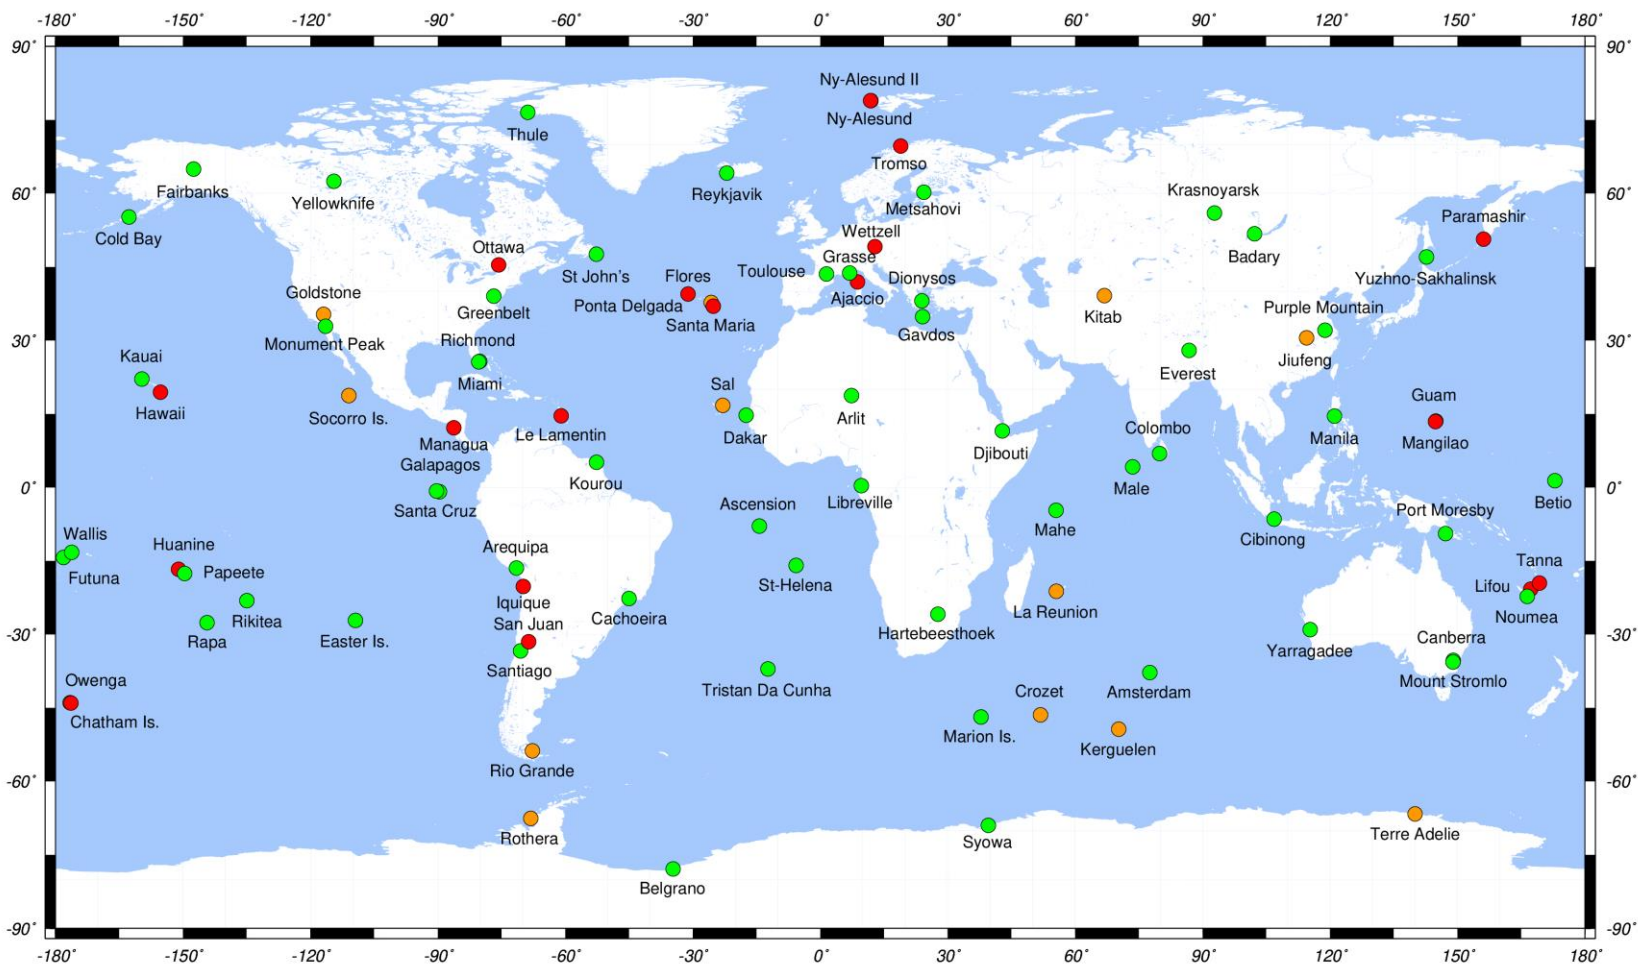 -180° -150° -120° -90° -60° -30° 0° 30° 60° 90° 120° 150° 180°
90° 90°
Ny-Alesund II
Ny-Alesund
Thule
Tromso
60° 60°
Fairbanks
Yellowknife
Reykjavik
Metsahovi
Krasnoyarsk
Paramashir
Cold Bay
Ottawa
St John's
Wettzell
Grasse
Toulouse
Badary
Yuzhno-Sakhalinsk
Flores
Ponta Delgada
Santa Maria
Ajaccio
Dionysos
Gavdos
Goldstone
Greenbelt
Kitab
Purple Mountain
Monument Peak
Richmond
Jiufeng
30° 30°
Kauai
Hawaii
Miami
Everest
Socorro Is.
Sal
Arlit
Guam
Managua
Le Lamentin
Dakar
Djibouti
Colombo
Manila
Mangilao
Galapagos
Kourou
Male
0° 0°
Santa Cruz
Ascension
Libreville
Mahe
Cibinong
Port Moresby
Betio
Wallis
Futuna
Huanine
Papeete
Arequipa
St-Helena
Tanna
Lifou
Noumea
Rikitea
Rapa
Easter Is.
Iquique
San Juan
Cachoeira
La Reunion
Hartebeesthoek
-30° -30°
Yarragadee
Canberra
Mount Stromlo
Santiago
Tristan Da Cunha
Owenga
Chatham Is.
Crozet
Amsterdam
Marion Is.
Kerguelen
Rio Grande
-60° -60°
Rothera
Syowa
Terre Adelie
Belgrano
-90° -90°
-180° -150° -120° -90° -60° -30° 0° 30° 60° 90° 120° 150° 180°